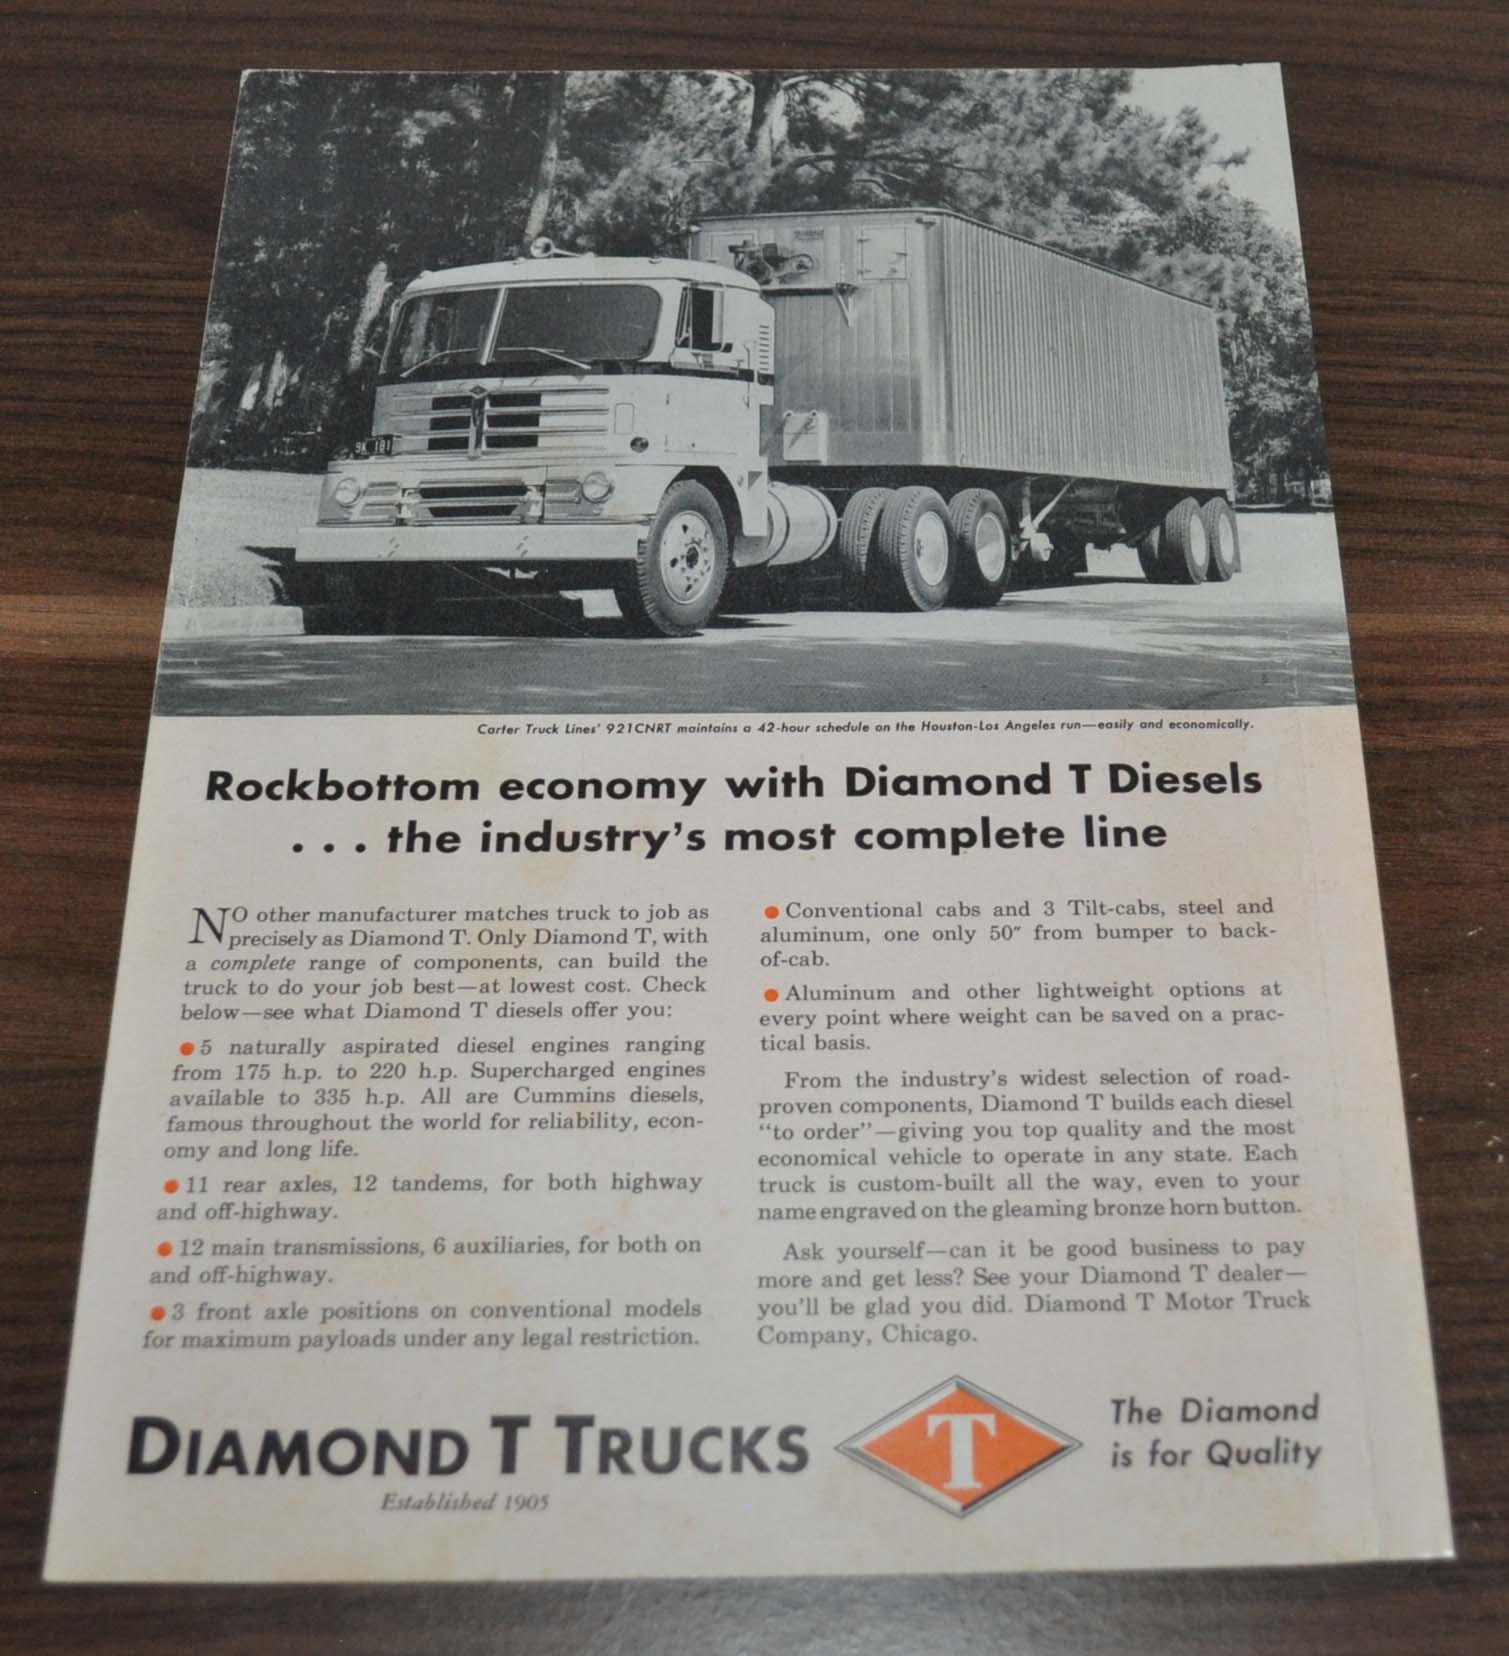 9K 181
Carter Truck Lines' 921CNRT maintains a 42-hour schedule on the Houston-Los Angeles run—easily and economically.
Rockbottom economy with Diamond T Diesels
. . . the industry's most complete line
NO other manufacturer matches truck to job as
precisely as Diamond T. Only Diamond T, with
a complete range of components, can build the
truck to do your job best—at lowest cost. Check
below—see what Diamond T diesels offer you:
● 5 naturally aspirated diesel engines ranging
from 175 h.p. to 220 h.p. Supercharged engines
available to 335 h.p. All are Cummins diesels,
famous throughout the world for reliability, econ-
omy and long life.
● 11 rear axles, 12 tandems, for both highway
and off-highway.
● 12 main transmissions, 6 auxiliaries, for both on
and off-highway.
● 3 front axle positions on conventional models
for maximum payloads under any legal restriction.
● Conventional cabs and 3 Tilt-cabs, steel and
aluminum, one only 50″ from bumper to back-
of-cab.
● Aluminum and other lightweight options at
every point where weight can be saved on a prac-
tical basis.
From the industry's widest selection of road-
proven components, Diamond T builds each diesel
"to order"—giving you top quality and the most
economical vehicle to operate in any state. Each
truck is custom-built all the way, even to your
name engraved on the gleaming bronze horn button.
Ask yourself—can it be good business to pay
more and get less? See your Diamond T dealer—
you'll be glad you did. Diamond T Motor Truck
Company, Chicago.
DIAMOND T TRUCKS
Established 1905
T
The Diamond
is for Quality